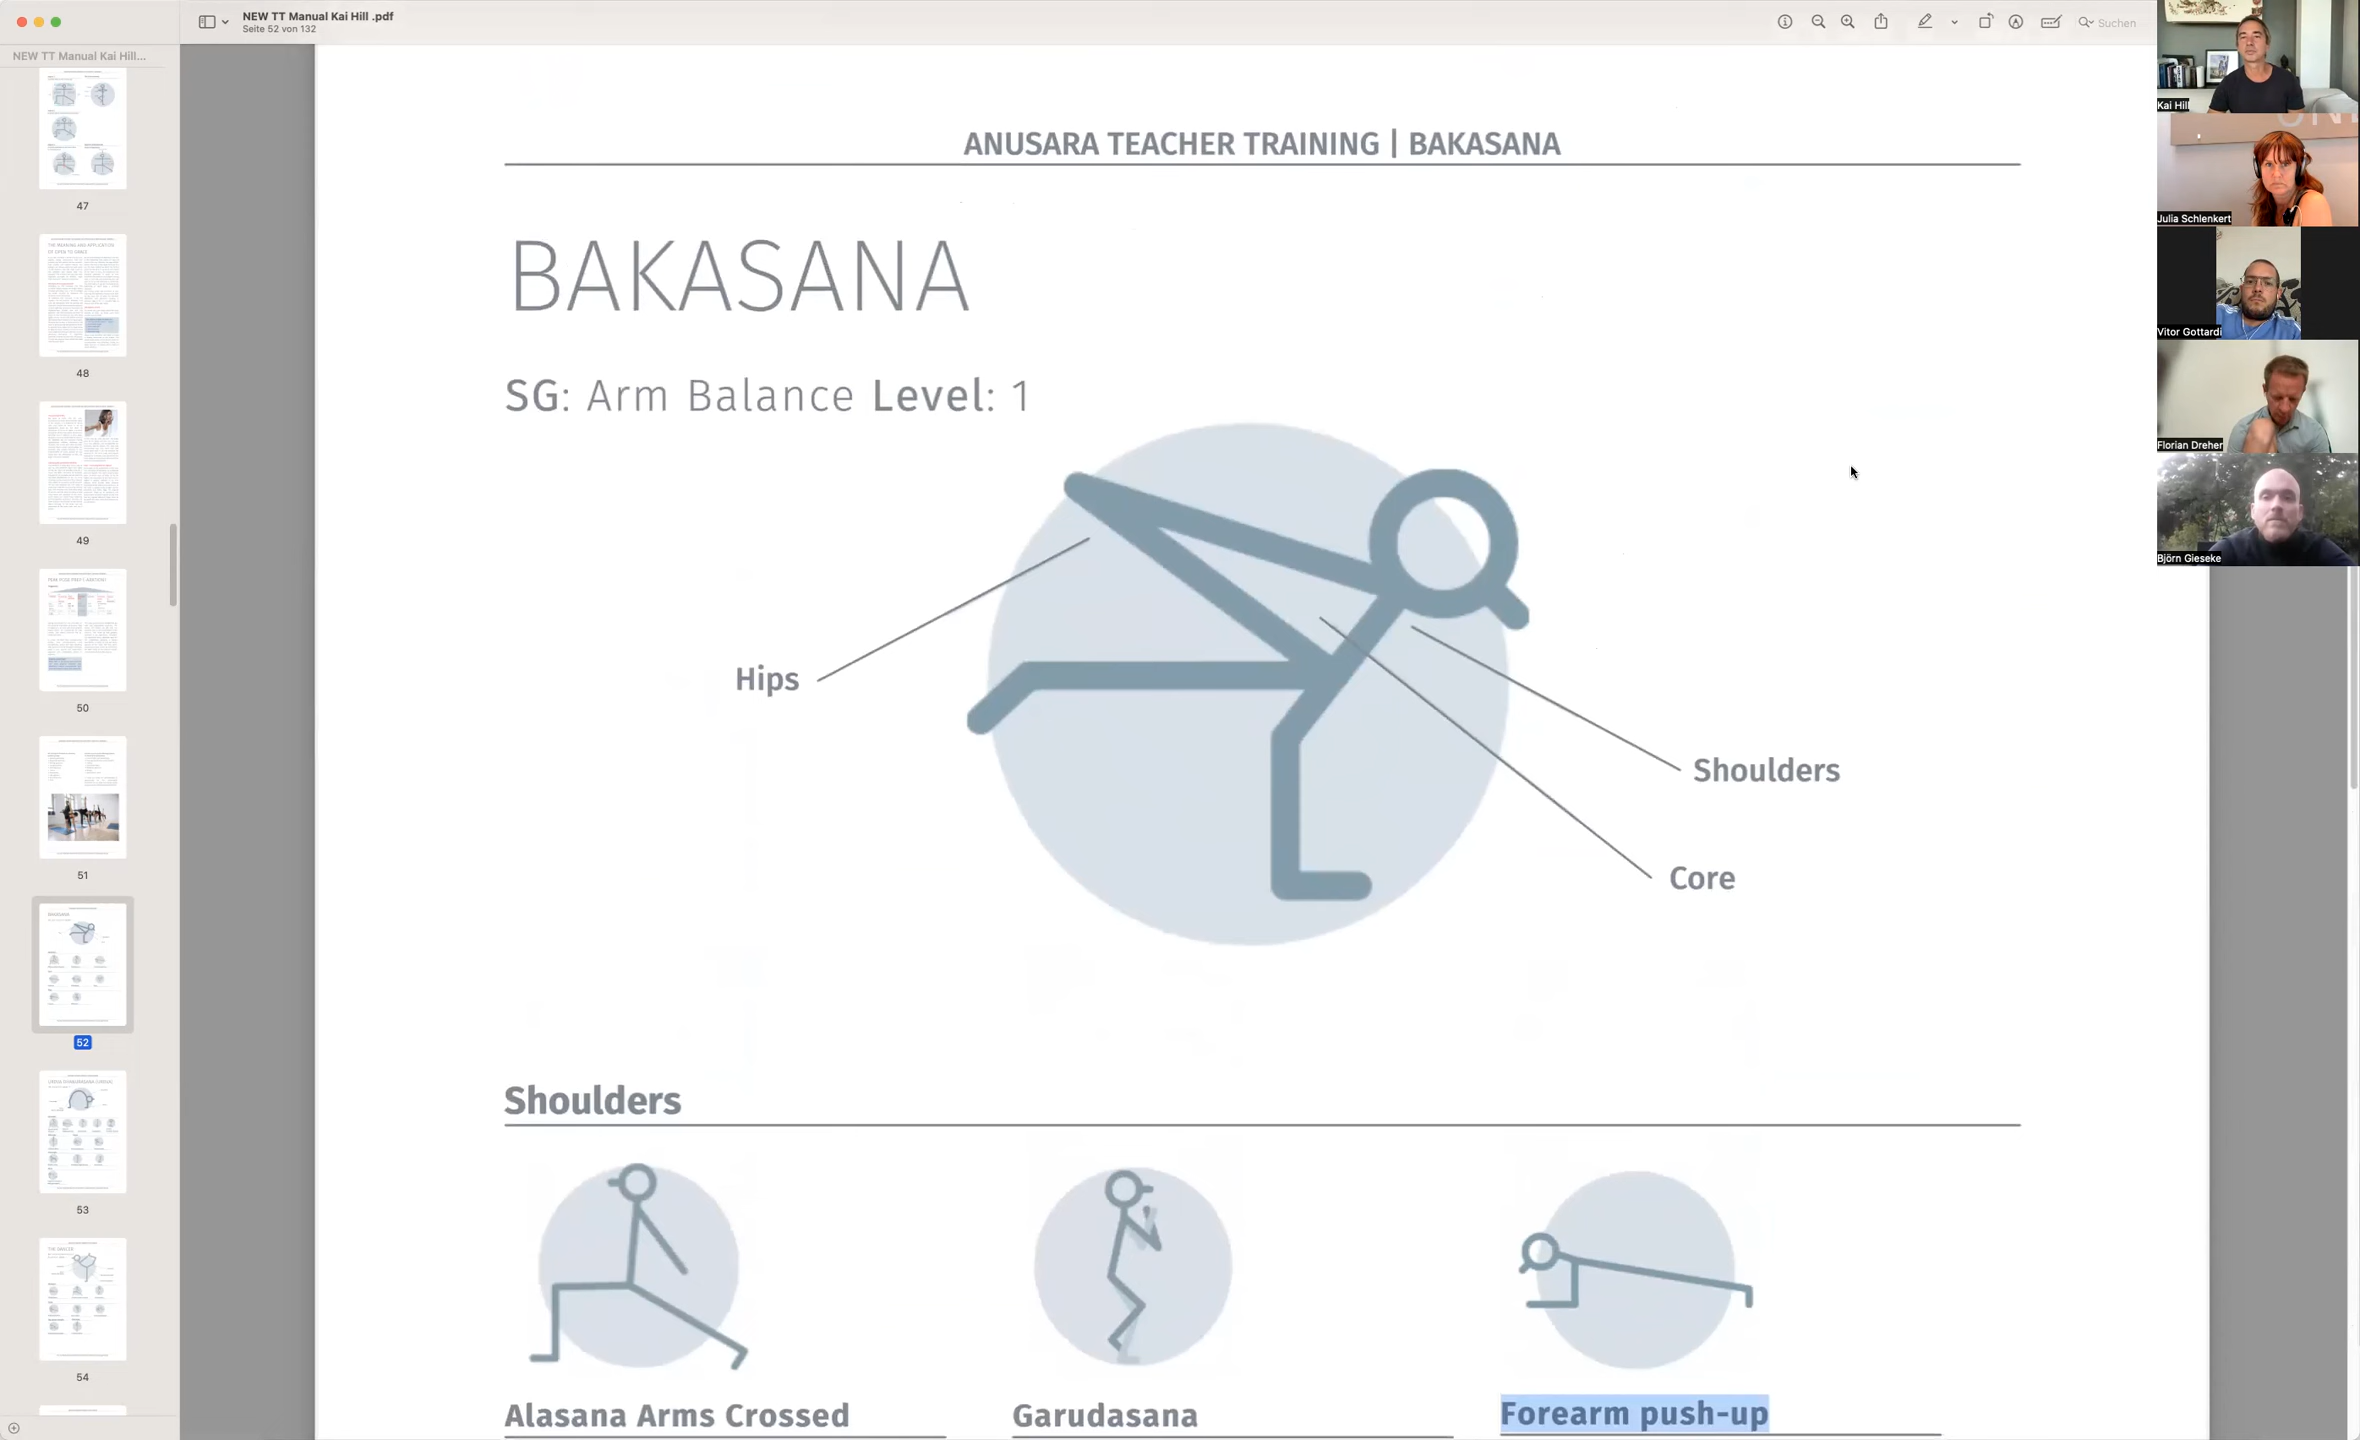 NEW TT Manual Kai Hill .pdf
Seite 52 von 132
Suchen
NEW TT Manual Kai Hill...
47
48
49
50
51
52
53
54
ANUSARA TEACHER TRAINING | BAKASANA
BAKASANA
SG: Arm Balance Level: 1
Hips
Shoulders
Core
Shoulders
Alasana Arms Crossed
Garudasana
Forearm push-up
Kai Hill
Julia Schlenkert
Vitor Gottardi
Florian Dreher
Björn Gieseke